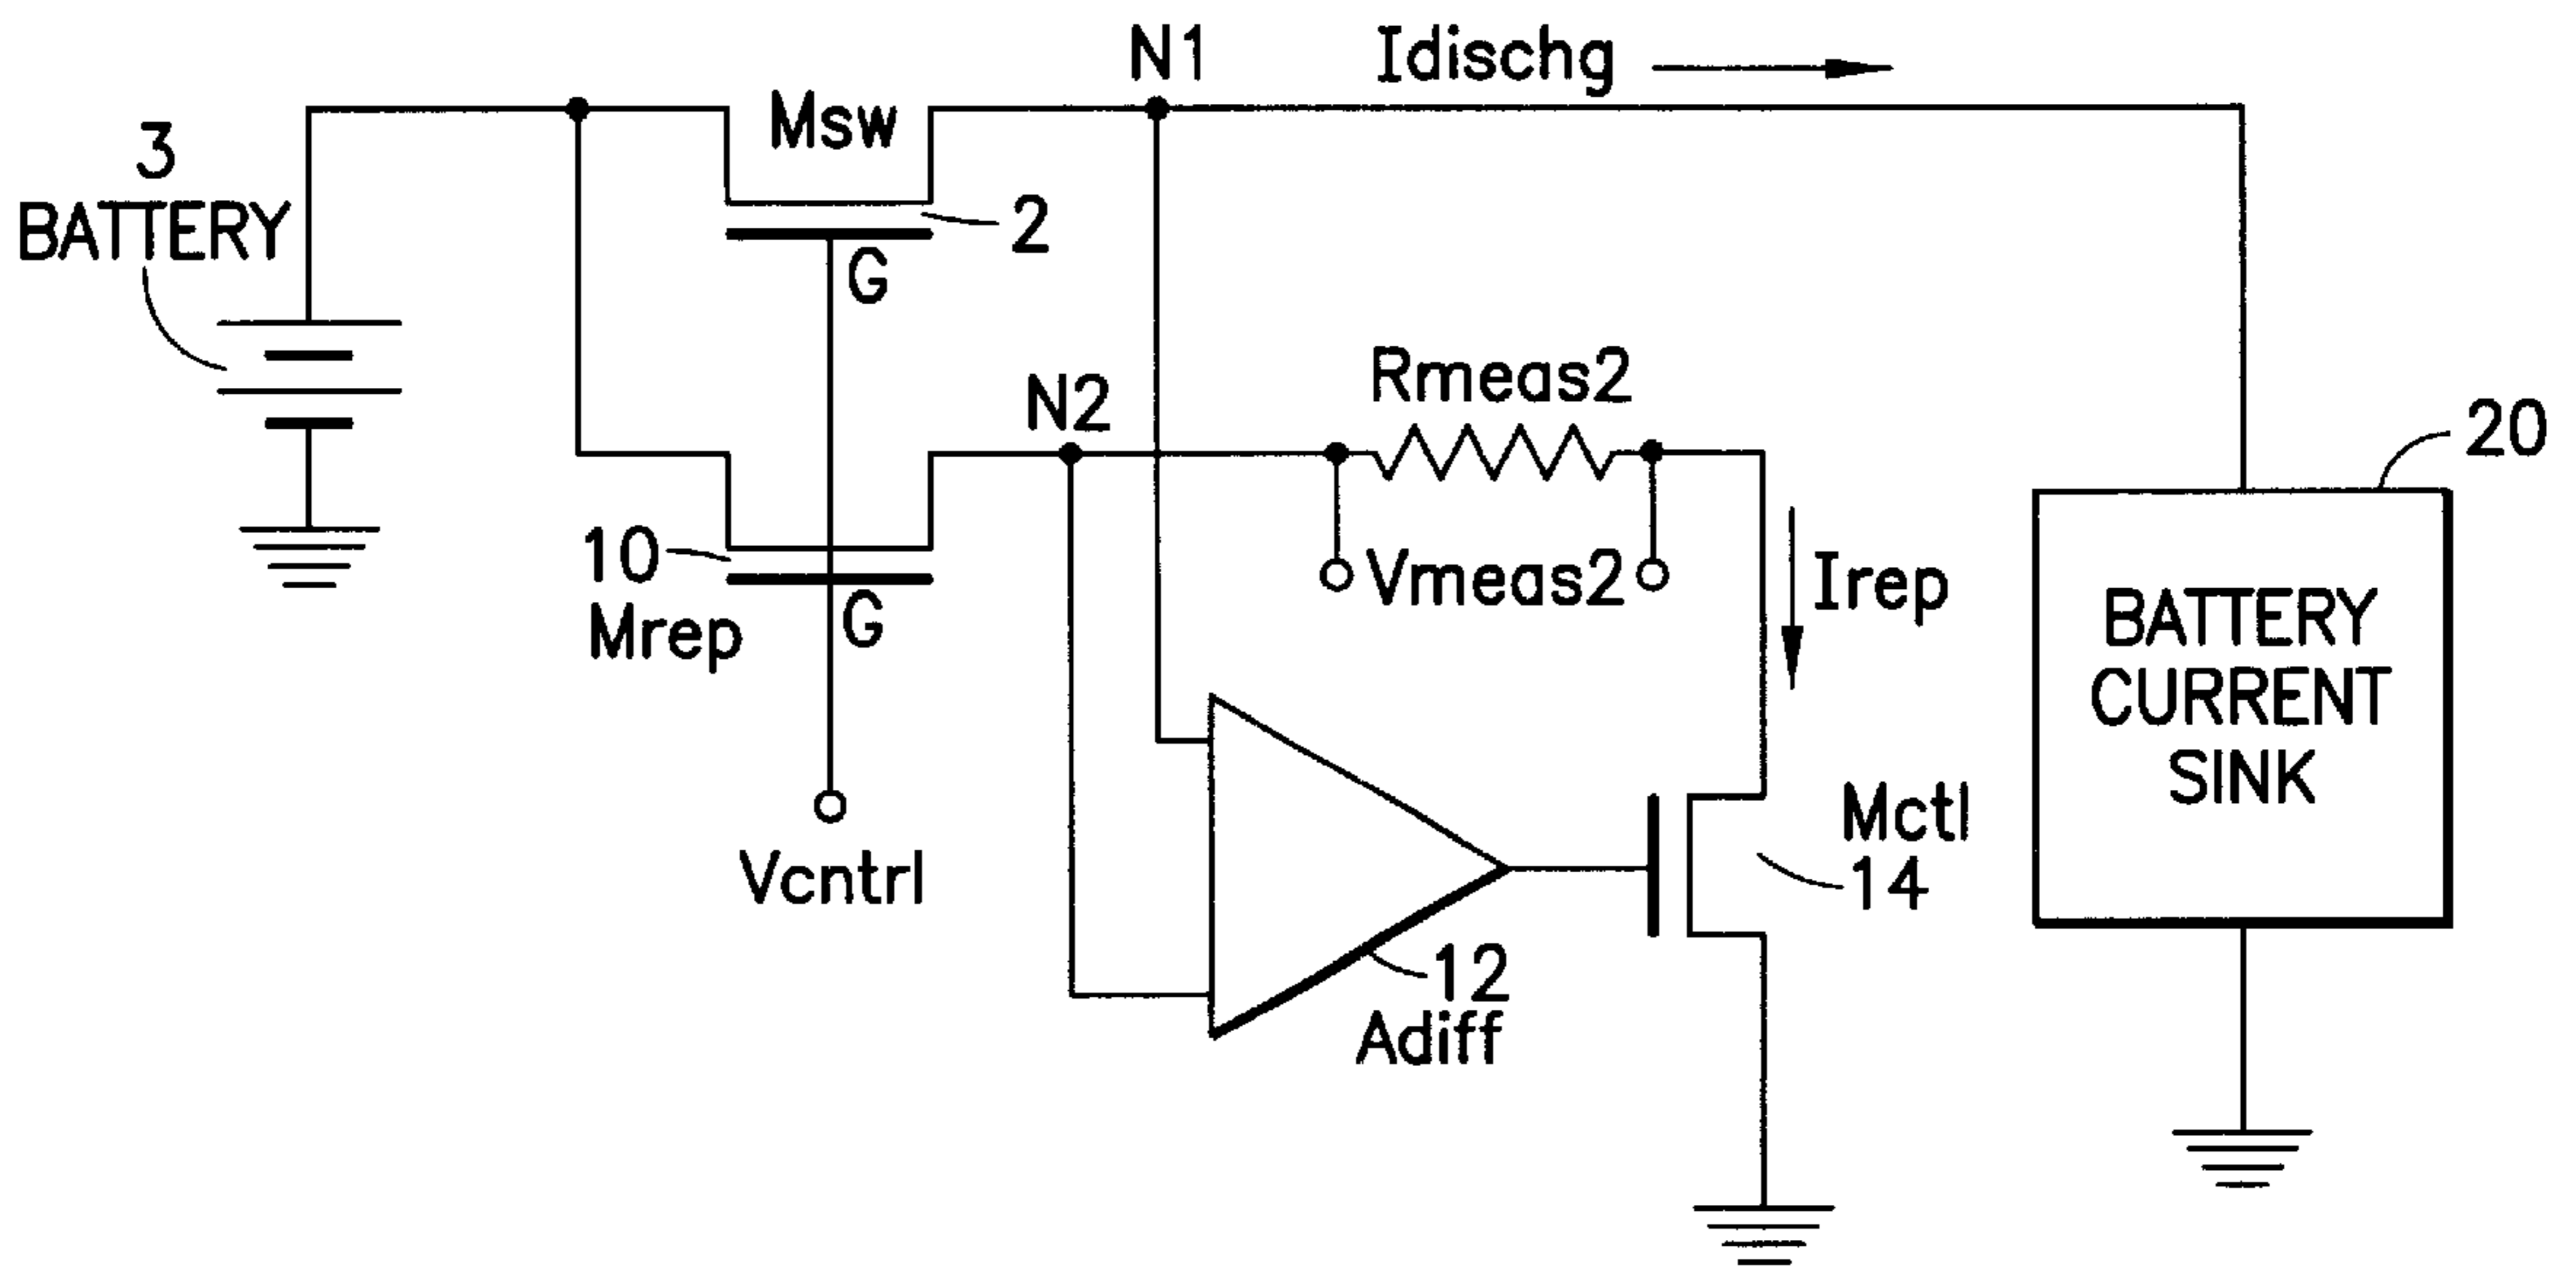 N1
Idischg
Msw
3
BATTERY
2
G
Rmeas2
N2
20
10
Mrep
G
Vmeas2
Irep
BATTERY
CURRENT
SINK
Vcntrl
Mctl
14
12
Adiff